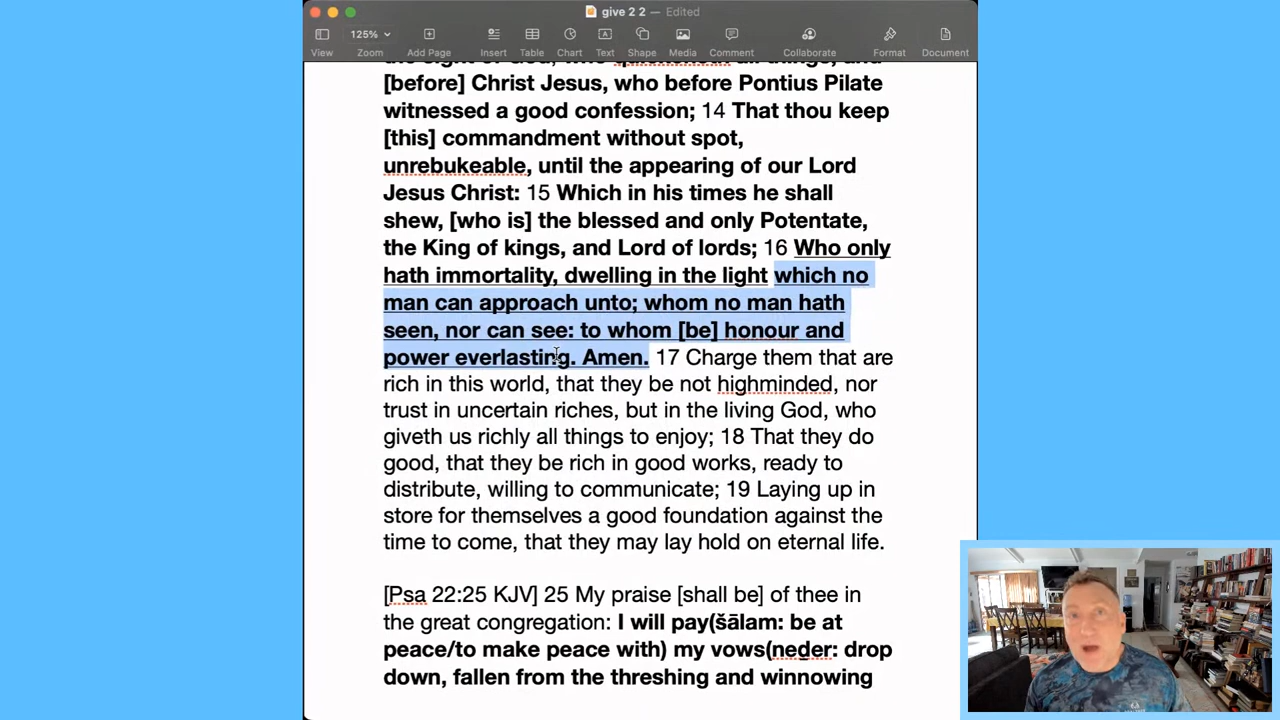 give 2 2 — Edited
125%
View Zoom Add Page Insert Table Chart Text Shape Media Comment Collaborate Format Document
the sight of God, who quickeneth all things, and
[before] Christ Jesus, who before Pontius Pilate
witnessed a good confession; 14 That thou keep
[this] commandment without spot,
unrebukeable, until the appearing of our Lord
Jesus Christ: 15 Which in his times he shall
shew, [who is] the blessed and only Potentate,
the King of kings, and Lord of lords; 16 Who only
hath immortality, dwelling in the light which no
man can approach unto; whom no man hath
seen, nor can see: to whom [be] honour and
power everlasting. Amen. 17 Charge them that are
rich in this world, that they be not highminded, nor
trust in uncertain riches, but in the living God, who
giveth us richly all things to enjoy; 18 That they do
good, that they be rich in good works, ready to
distribute, willing to communicate; 19 Laying up in
store for themselves a good foundation against the
time to come, that they may lay hold on eternal life.
[Psa 22:25 KJV] 25 My praise [shall be] of thee in
the great congregation: I will pay(šālam: be at
peace/to make peace with) my vows(neder: drop
down, fallen from the threshing and winnowing